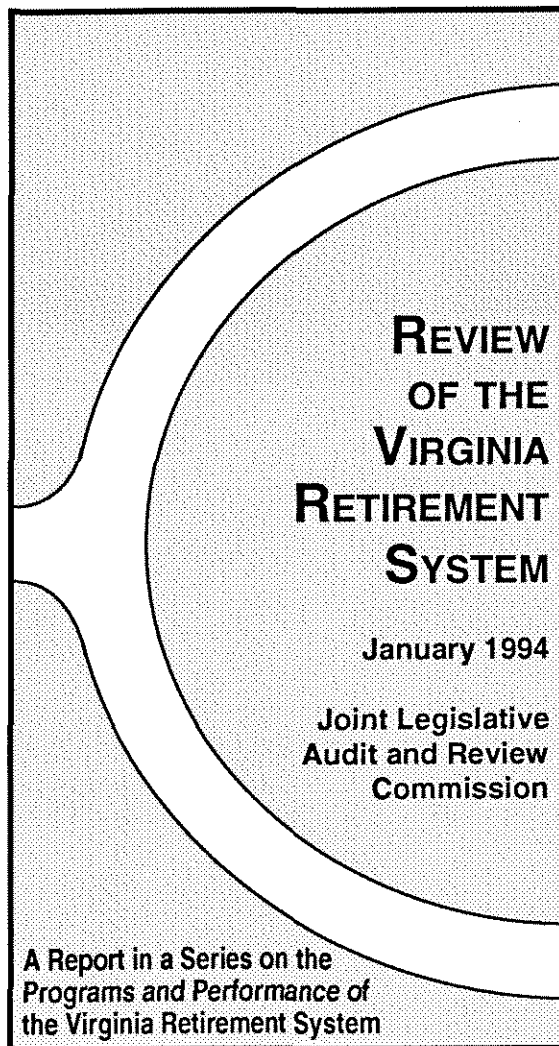 REVIEW
OF THE
VIRGINIA
RETIREMENT
SYSTEM
January 1994
Joint Legislative
Audit and Review
Commission
A Report in a Series on the
Programs and Performance of
the Virginia Retirement System